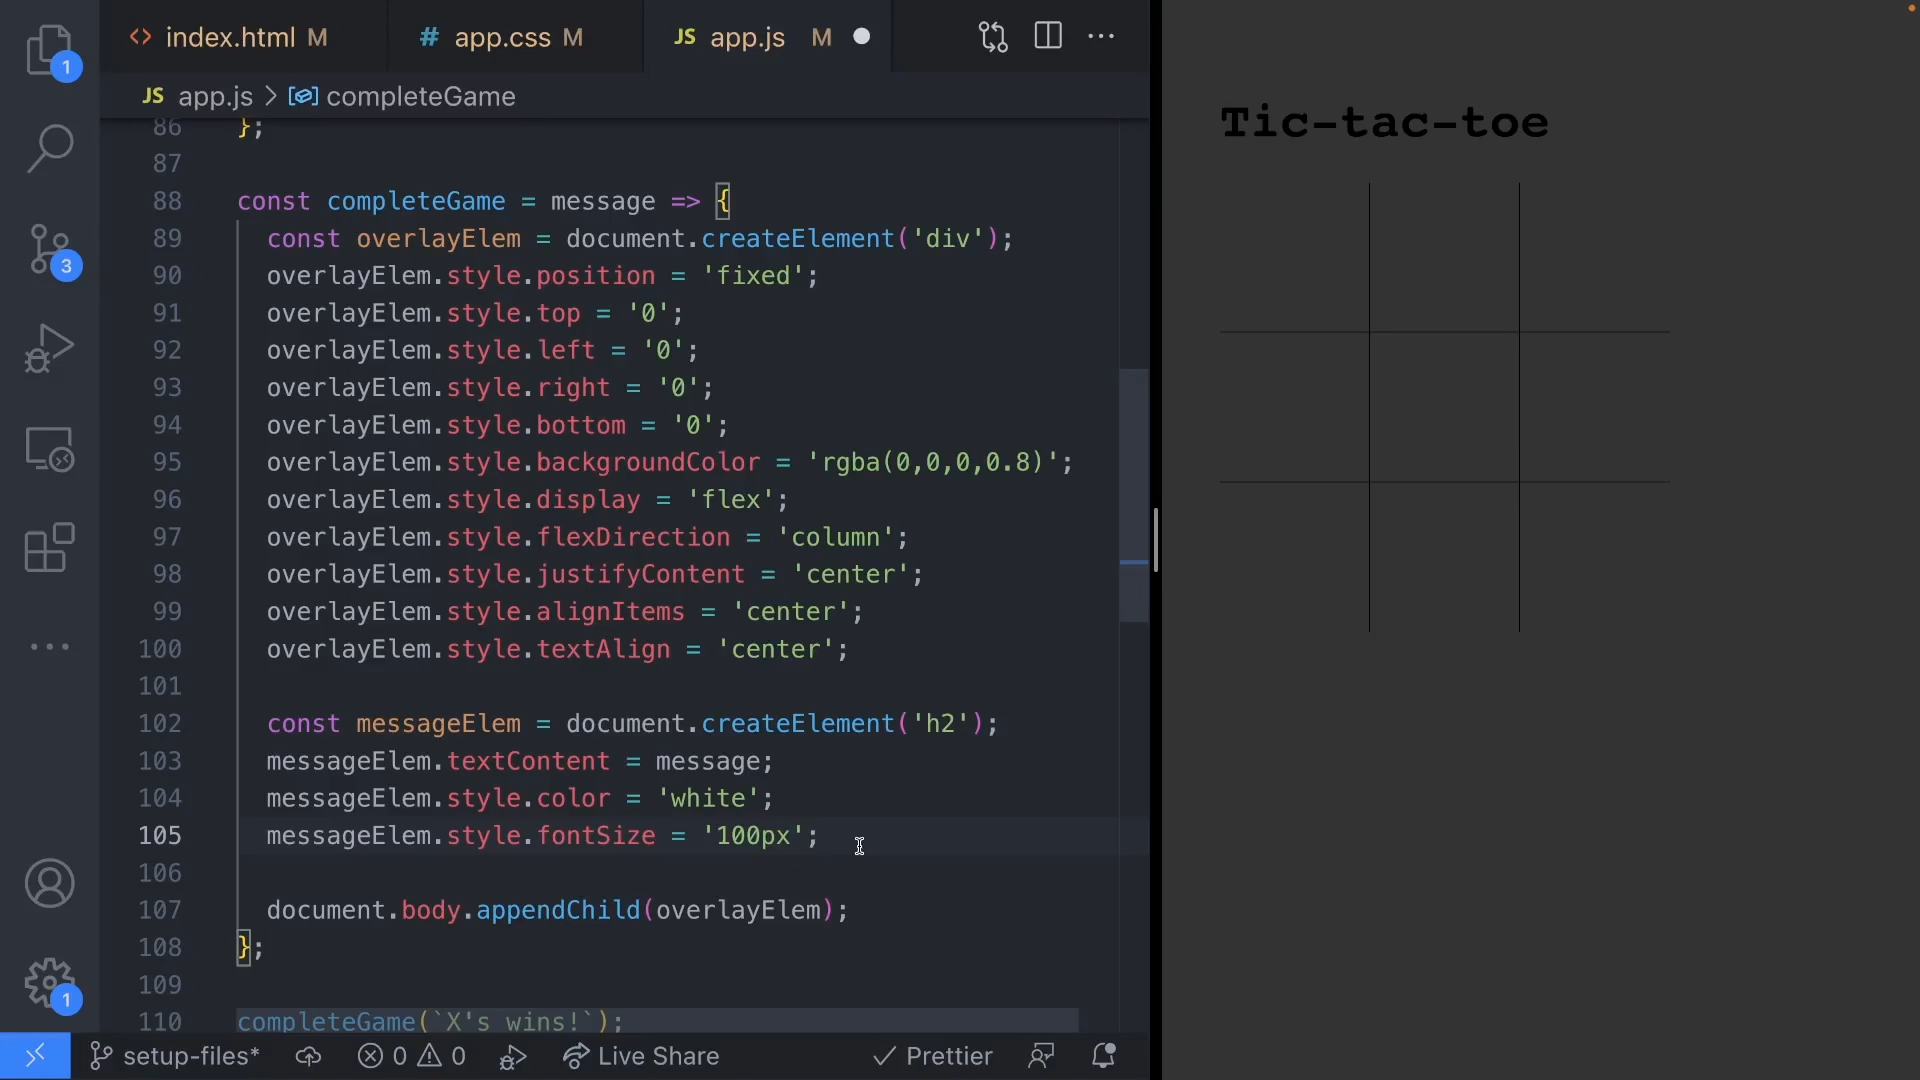 1
<> index.html M
# app.css M
JS app.js M
JS app.js > completeGame
86 };
87
88 const completeGame = message => {
89 const overlayElem = document.createElement('div');
90 overlayElem.style.position = 'fixed';
91 overlayElem.style.top = '0';
92 overlayElem.style.left = '0';
93 overlayElem.style.right = '0';
94 overlayElem.style.bottom = '0';
95 overlayElem.style.backgroundColor = 'rgba(0,0,0,0.8)';
96 overlayElem.style.display = 'flex';
97 overlayElem.style.flexDirection = 'column';
98 overlayElem.style.justifyContent = 'center';
99 overlayElem.style.alignItems = 'center';
100 overlayElem.style.textAlign = 'center';
101
102 const messageElem = document.createElement('h2');
103 messageElem.textContent = message;
104 messageElem.style.color = 'white';
105 messageElem.style.fontSize = '100px';
106
107 document.body.appendChild(overlayElem);
108 };
109
110 completeGame(`X's wins!`);
3
1
setup-files* 0 0 Live Share Prettier
Tic-tac-toe